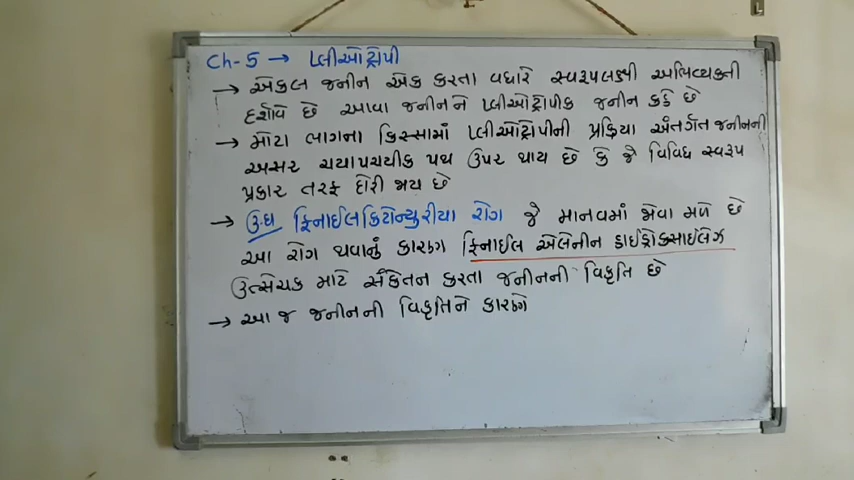 Ch-5 → પ્લીઓટ્રોપી
→ એકલ જનીન એક કરતા વધારે સ્વરૂપલક્ષી અભિવ્યક્તી
દર્શાવે છે આવા જનીનને પ્લીઓટ્રોપીક જનીન કહે છે
→ મોટા ભાગના કિસ્સામાં પ્લીઓટ્રોપીની પ્રક્રિયા અંતર્ગત જનીનની
અસર ચયાપચયીક પથ ઉપર થાય છે કે જે વિવિધ સ્વરૂપ
પ્રકાર તરફ દોરી જાય છે
→ ઉ.દા ફિનાઈલકિટોન્યુરીયા રોગ જે માનવમાં જોવા મળે છે
આ રોગ થવાનું કારણ ફિનાઈલ એલેનીન હાઈડ્રોકસાઈલેઝ
ઉત્સેચક માટે સંકેતન કરતા જનીનની વિકૃતિ છે
→ આ જ જનીનની વિકૃતિને કારણે